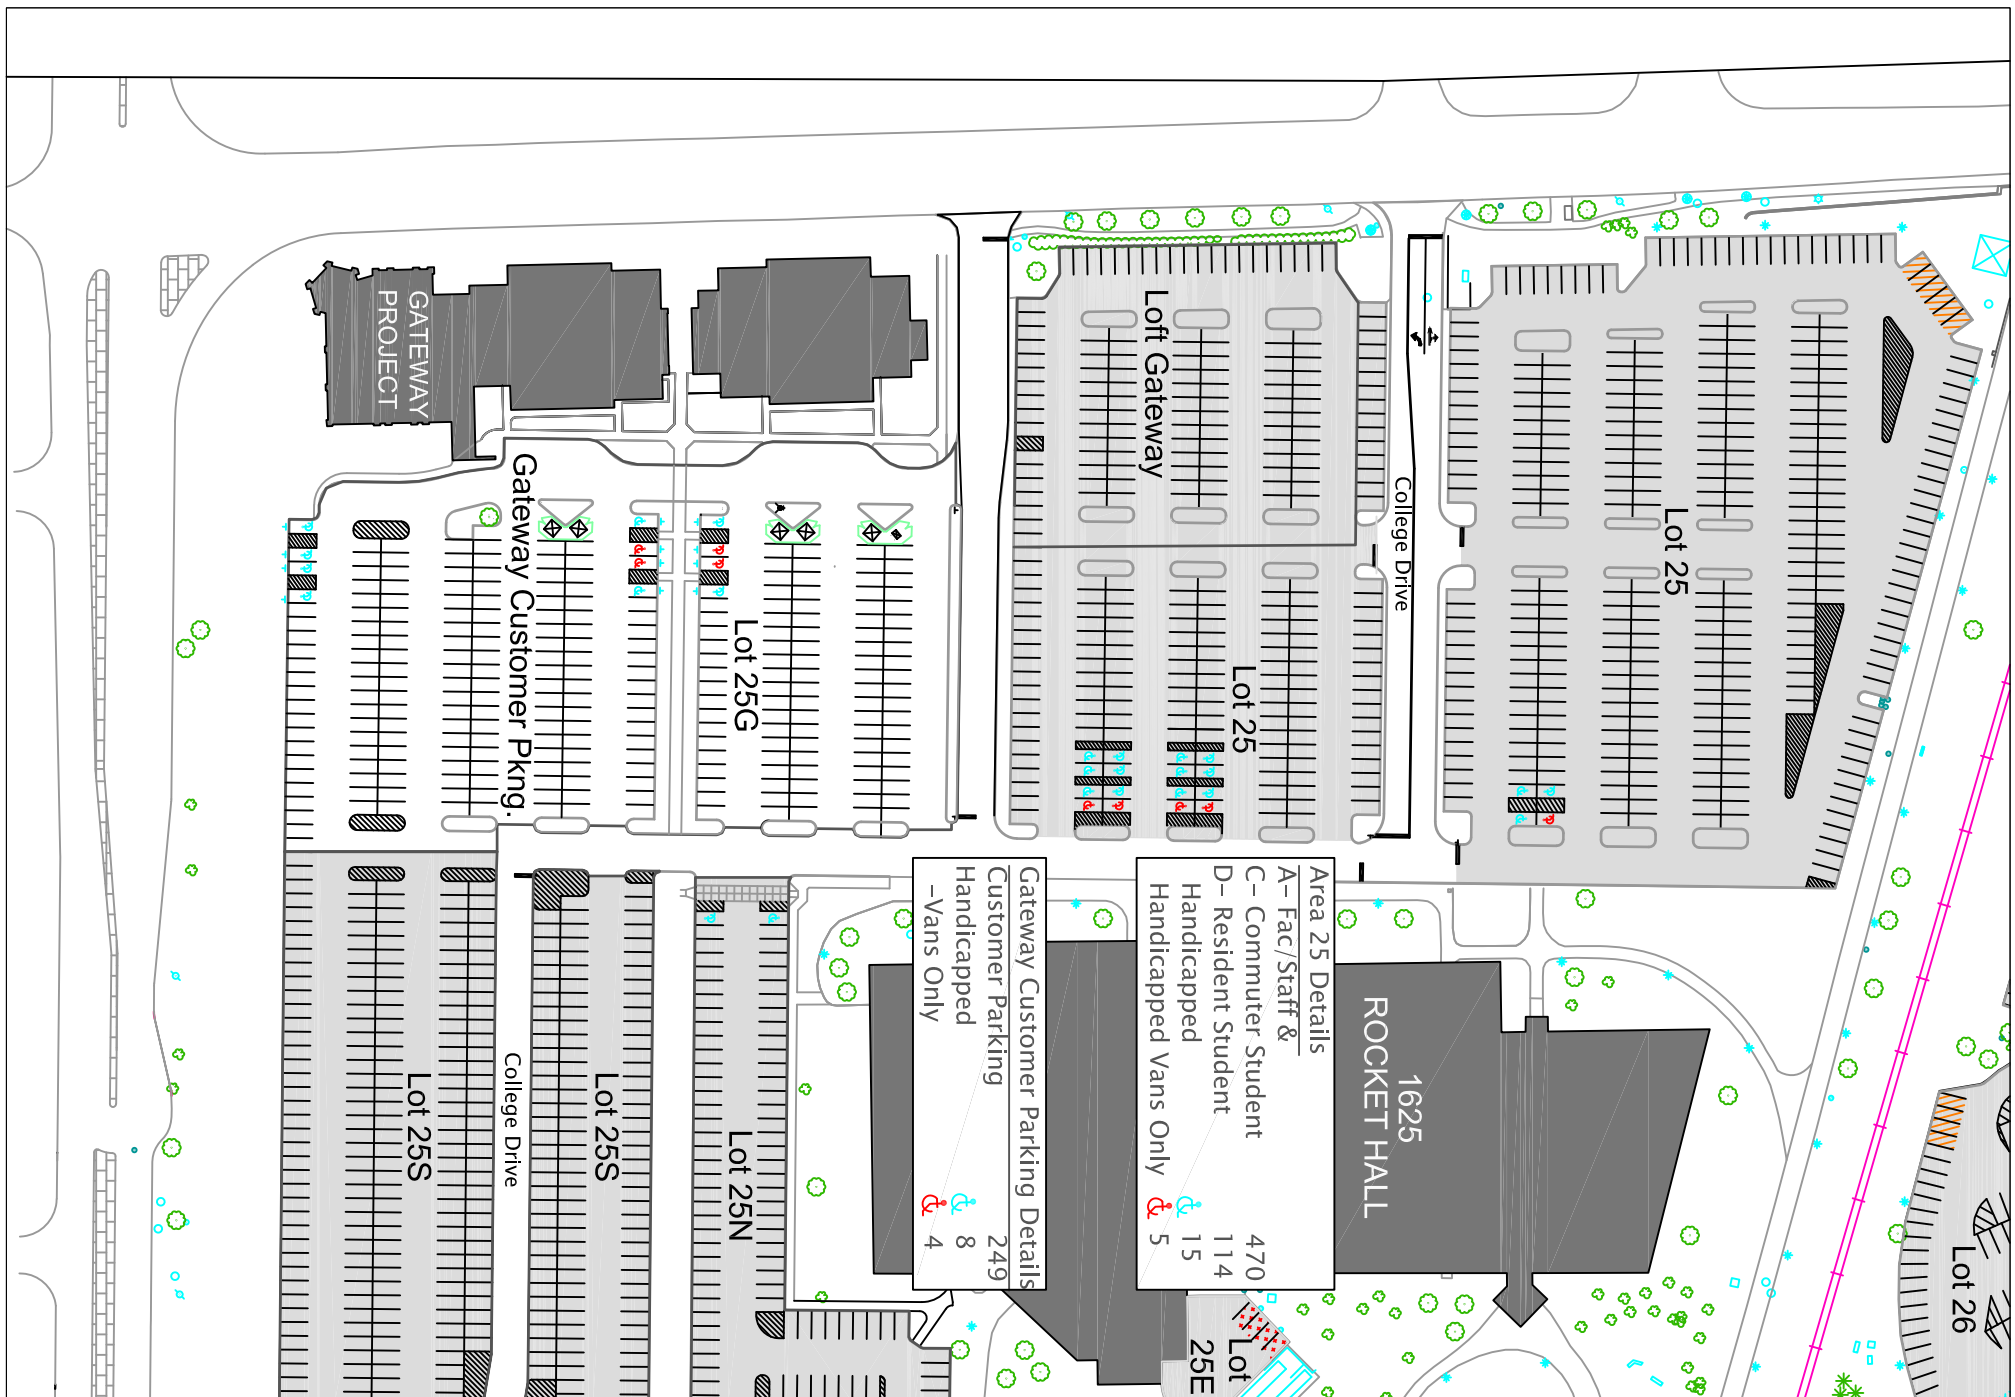 GATEWAY
PROJECT
Loft Gateway
College Drive
Lot 25
Gateway Customer Pkng.
Lot 25G
Lot 25
Area 25 Details
A- Fac/Staff &
C- Commuter Student 470
D- Resident Student 114
Handicapped 15
Handicapped Vans Only 5
Gateway Customer Parking Details
Customer Parking 249
Handicapped 8
-Vans Only 4
1625
ROCKET HALL
Lot 25S
College Drive
Lot 25S
Lot 25N
Lot
25E
Lot 26